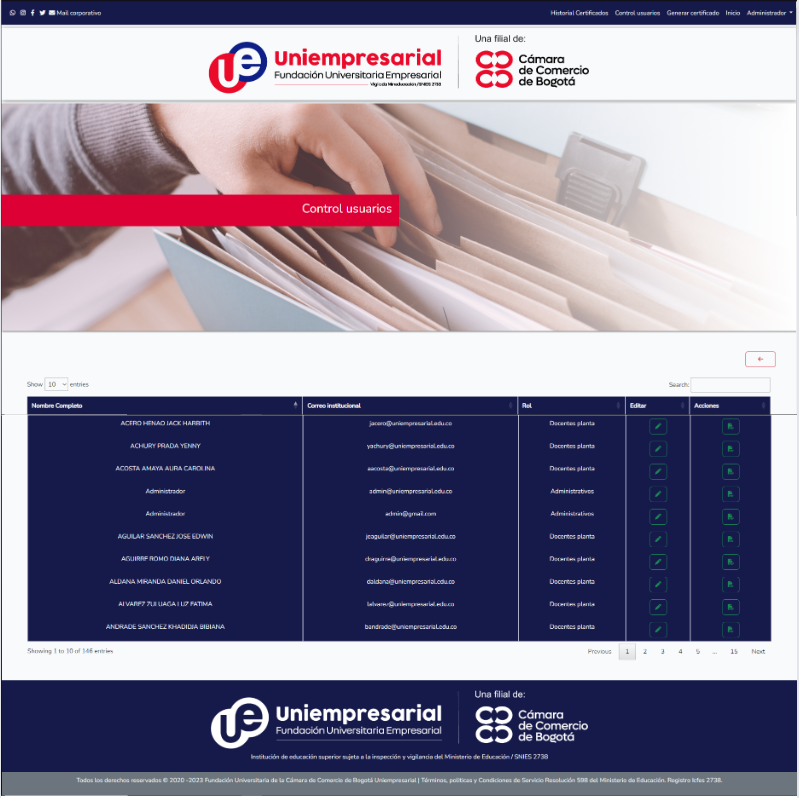 Mail corporativo
Historial Certificados Control usuarios Generar certificado Inicio Administrador
Uniempresarial
Fundación Universitaria Empresarial
Vigilada Mineducación / SNIES 2738
Una filial de:
Cámara
de Comercio
de Bogotá
Control usuarios
Show 10 entries
Search:
Nombre Completo Correo institucional Rol Editar Acciones
ACERO HENAO JACK HARBITH jacero@uniempresarial.edu.co Docentes planta
ACHURY PRADA YENNY yachury@uniempresarial.edu.co Docentes planta
ACOSTA AMAYA AURA CAROLINA aacosta@uniempresarial.edu.co Docentes planta
Administrador admin@uniempresarial.edu.co Administrativos
Administrador admin@gmail.com Administrativos
AGUILAR SANCHEZ JOSE EDWIN jeaguilar@uniempresarial.edu.co Docentes planta
AGUIRRE ROMO DIANA ARELY draguirre@uniempresarial.edu.co Docentes planta
ALDANA MIRANDA DANIEL ORLANDO daldana@uniempresarial.edu.co Docentes planta
ALVAREZ ZULUAGA LUZ FATIMA lalvarez@uniempresarial.edu.co Docentes planta
ANDRADE SANCHEZ KHADIDJA BIBIANA bandrade@uniempresarial.edu.co Docentes planta
Showing 1 to 10 of 146 entries
Previous 1 2 3 4 5 ... 15 Next
Uniempresarial
Fundación Universitaria Empresarial
Una filial de:
Cámara
de Comercio
de Bogotá
Institución de educación superior sujeta a la inspección y vigilancia del Ministerio de Educación / SNIES 2738
Todos los derechos reservados © 2020 -2023 Fundación Universitaria de la Cámara de Comercio de Bogotá Uniempresarial | Términos, políticas y Condiciones de Servicio Resolución 598 del Ministerio de Educación. Registro Icfes 2738.